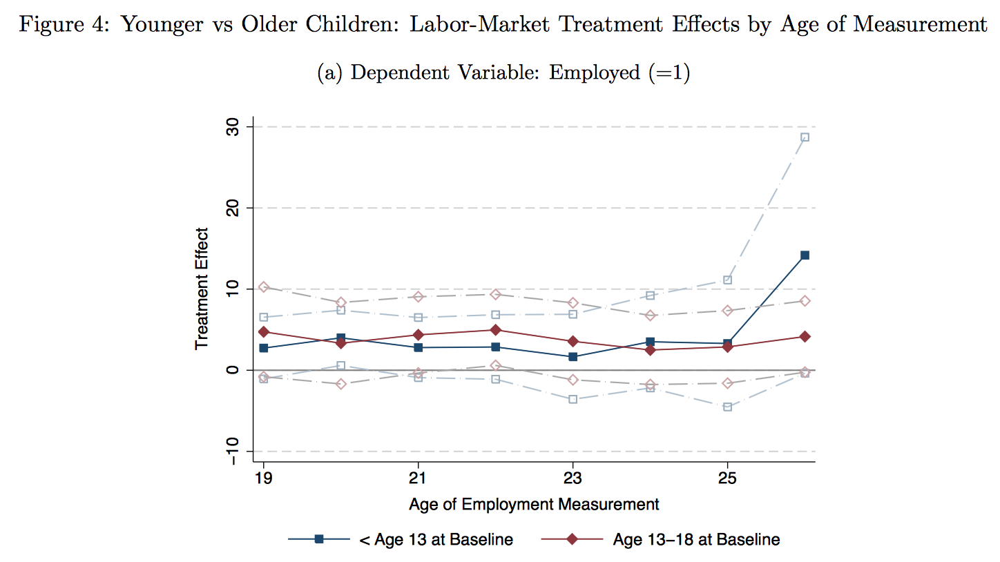 Figure 4: Younger vs Older Children: Labor-Market Treatment Effects by Age of Measurement
(a) Dependent Variable: Employed (=1)
30
20
10
0
−10
Treatment Effect
19 21 23 25
Age of Employment Measurement
< Age 13 at Baseline Age 13−18 at Baseline